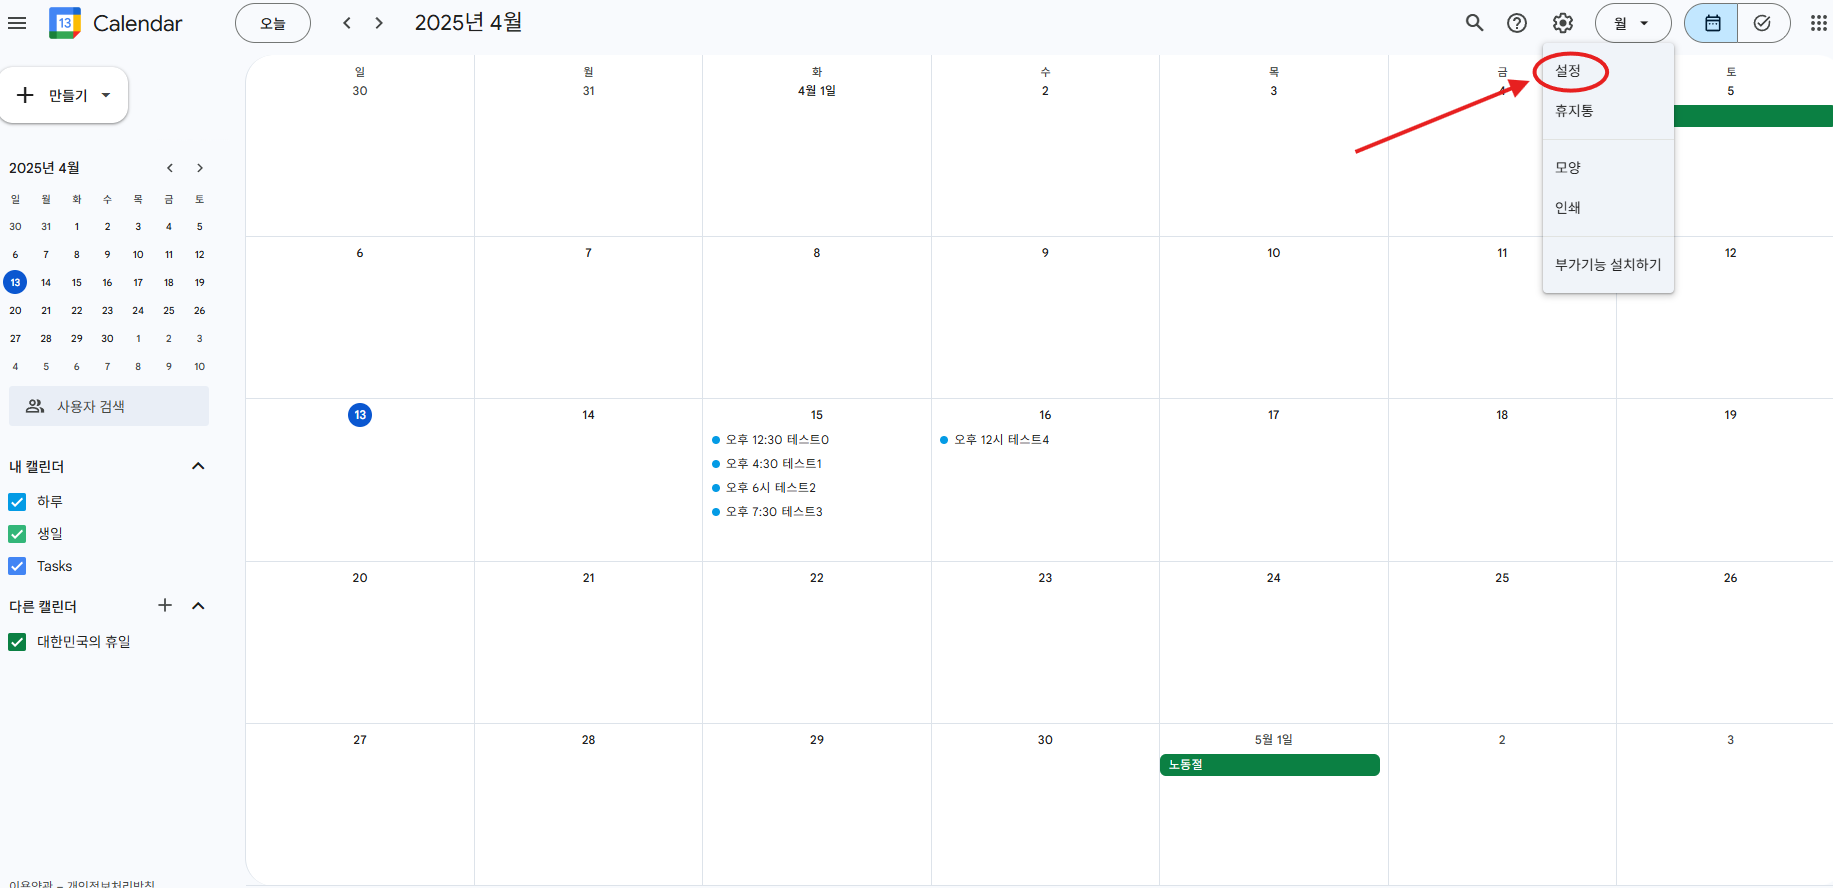 13 Calendar 오늘 2025년 4월 월
만들기
2025년 4월
일 월 화 수 목 금 토
30 31 1 2 3 4 5
6 7 8 9 10 11 12
13 14 15 16 17 18 19
20 21 22 23 24 25 26
27 28 29 30 1 2 3
4 5 6 7 8 9 10
사용자 검색
내 캘린더
하루
생일
Tasks
다른 캘린더
대한민국의 휴일
이용약관 – 개인정보처리방침
설정
휴지통
모양
인쇄
부가기능 설치하기
일 월 화 수 목 금 토
30 31 4월 1일 2 3 4 5
6 7 8 9 10 11 12
13 14 15 16 17 18 19
오후 12:30 테스트0
오후 4:30 테스트1
오후 6시 테스트2
오후 7:30 테스트3
오후 12시 테스트4
20 21 22 23 24 25 26
27 28 29 30 5월 1일 2 3
노동절